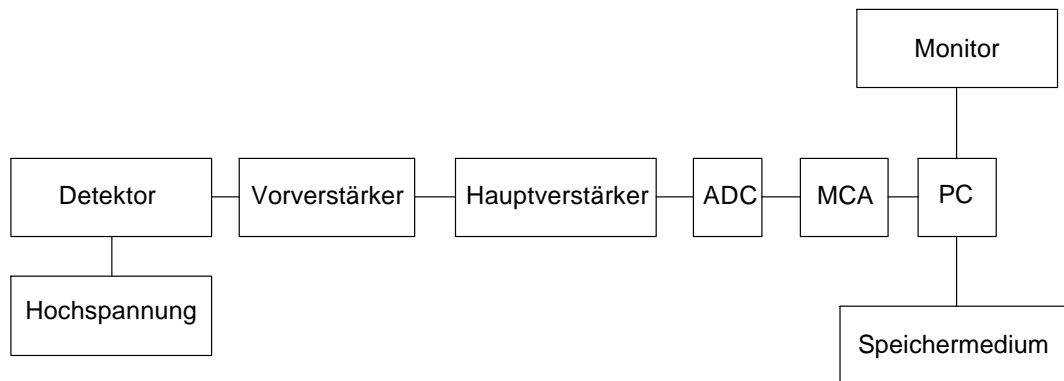 Monitor
Detektor
Vorverstärker
Hauptverstärker
ADC
MCA
PC
Hochspannung
Speichermedium